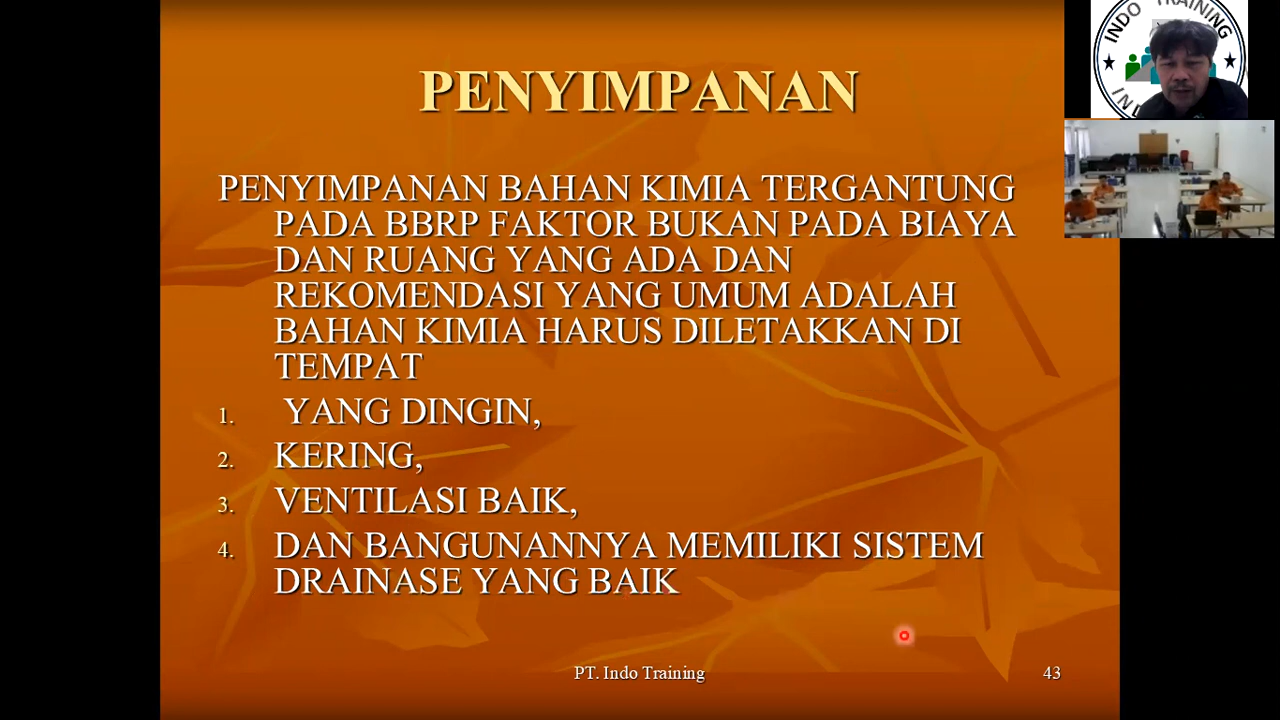 PENYIMPANAN
PENYIMPANAN BAHAN KIMIA TERGANTUNG
PADA BBRP FAKTOR BUKAN PADA BIAYA
DAN RUANG YANG ADA DAN
REKOMENDASI YANG UMUM ADALAH
BAHAN KIMIA HARUS DILETAKKAN DI
TEMPAT
1. YANG DINGIN,
2. KERING,
3. VENTILASI BAIK,
4. DAN BANGUNANNYA MEMILIKI SISTEM
DRAINASE YANG BAIK
PT. Indo Training
43
INDO TRAINING